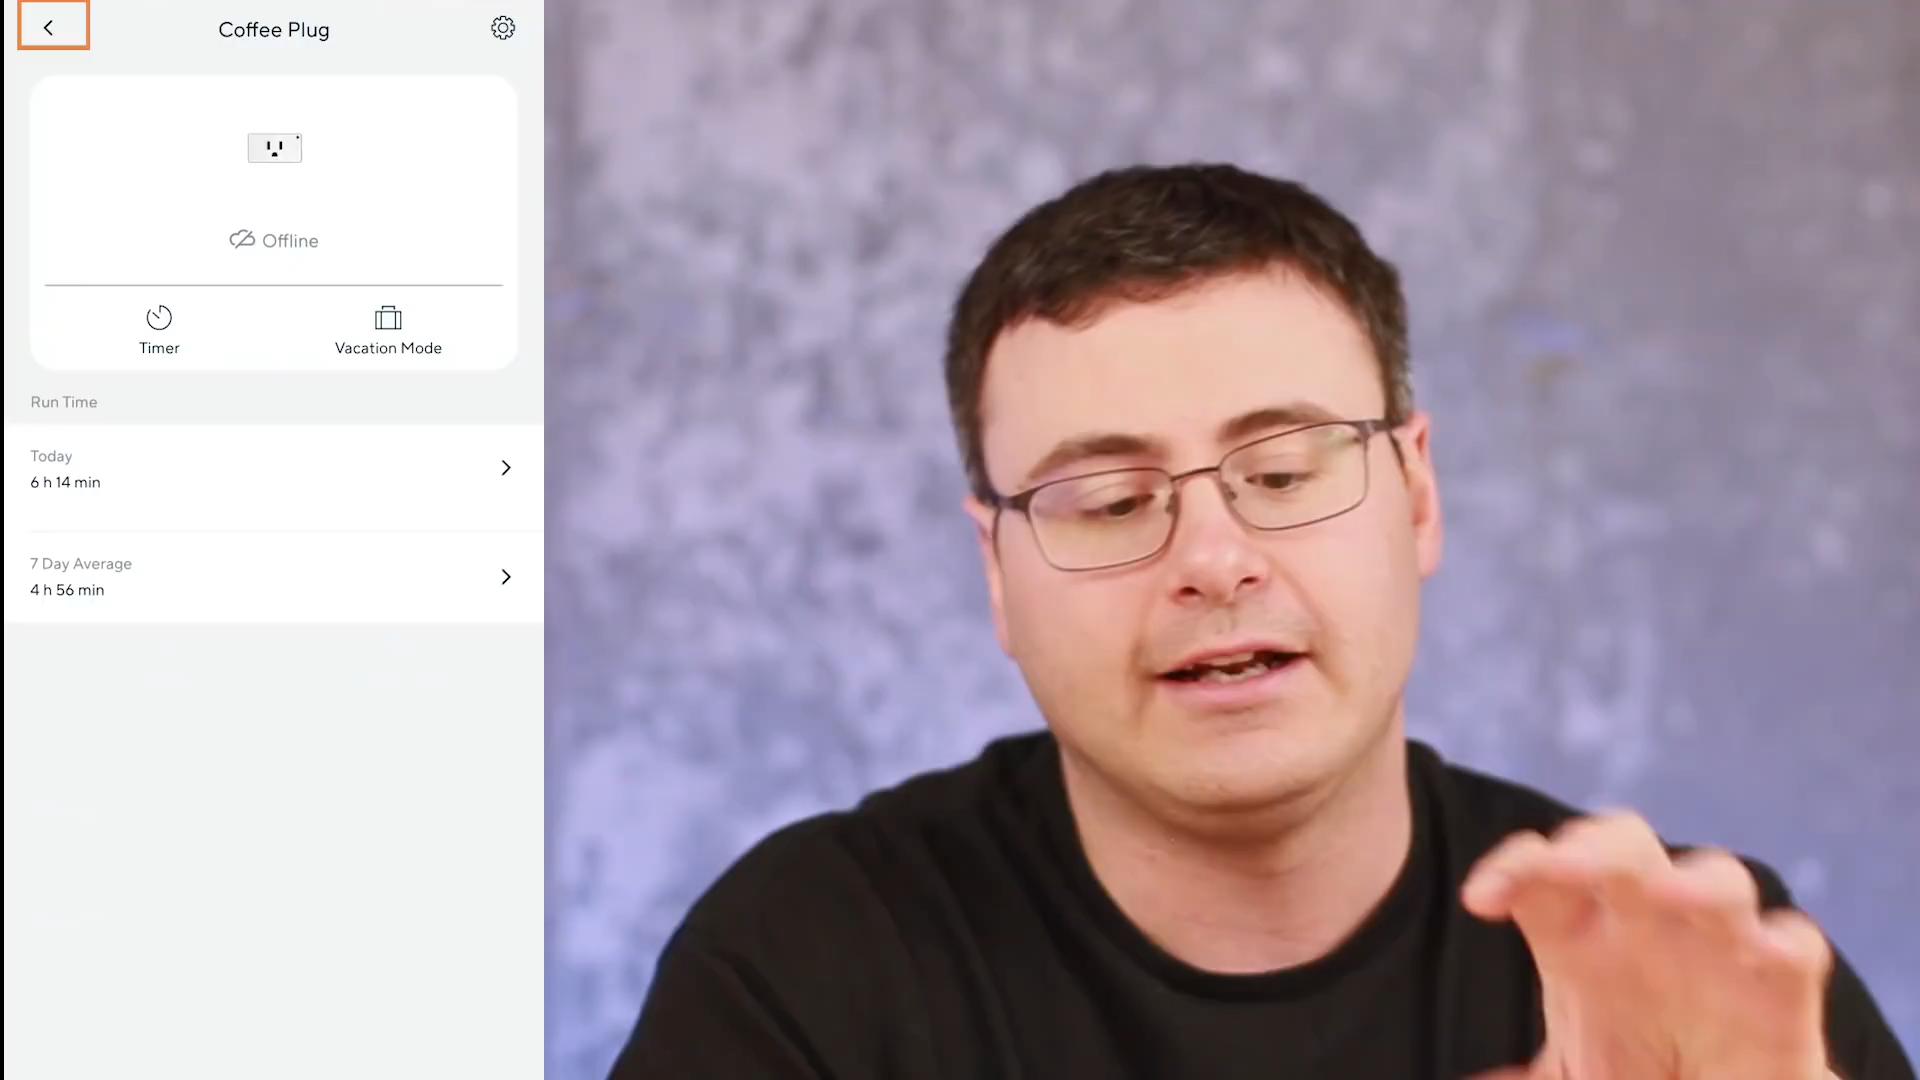 Coffee Plug
Offline
Timer
Vacation Mode
Run Time
Today
6 h 14 min
7 Day Average
4 h 56 min